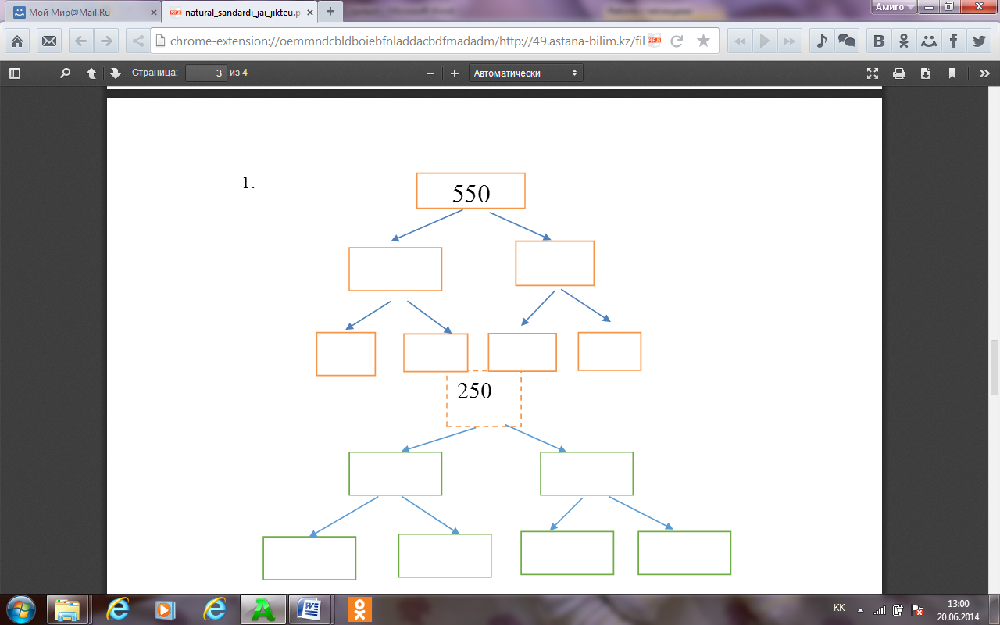 Мой Мир@Mail.Ru
natural_sandardi_jai_jikteu.p
Амиго
chrome-extension://oemmndcbldboiebfnladdacbdfmadadm/http://49.astana-bilim.kz/fil
Страница: 3 из 4
Автоматически
1.
550
250
KK
13:00
20.06.2014